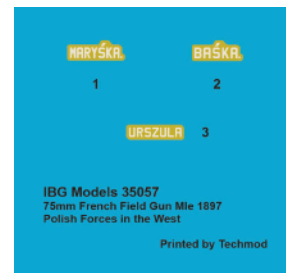 MARYŚKA BAŚKA
1 2
URSZULA 3
IBG Models 35057
75mm French Field Gun Mle 1897
Polish Forces in the West
Printed by Techmod